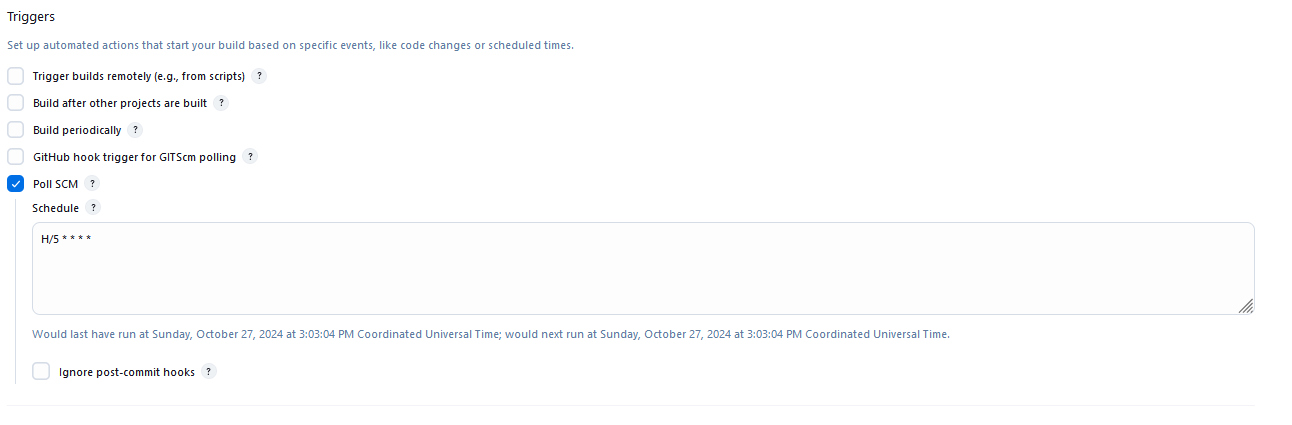 Triggers
Set up automated actions that start your build based on specific events, like code changes or scheduled times.
Trigger builds remotely (e.g., from scripts) ?
Build after other projects are built ?
Build periodically ?
GitHub hook trigger for GITScm polling ?
Poll SCM ?
Schedule ?
H/5 * * * *
Would last have run at Sunday, October 27, 2024 at 3:03:04 PM Coordinated Universal Time; would next run at Sunday, October 27, 2024 at 3:03:04 PM Coordinated Universal Time.
Ignore post-commit hooks ?